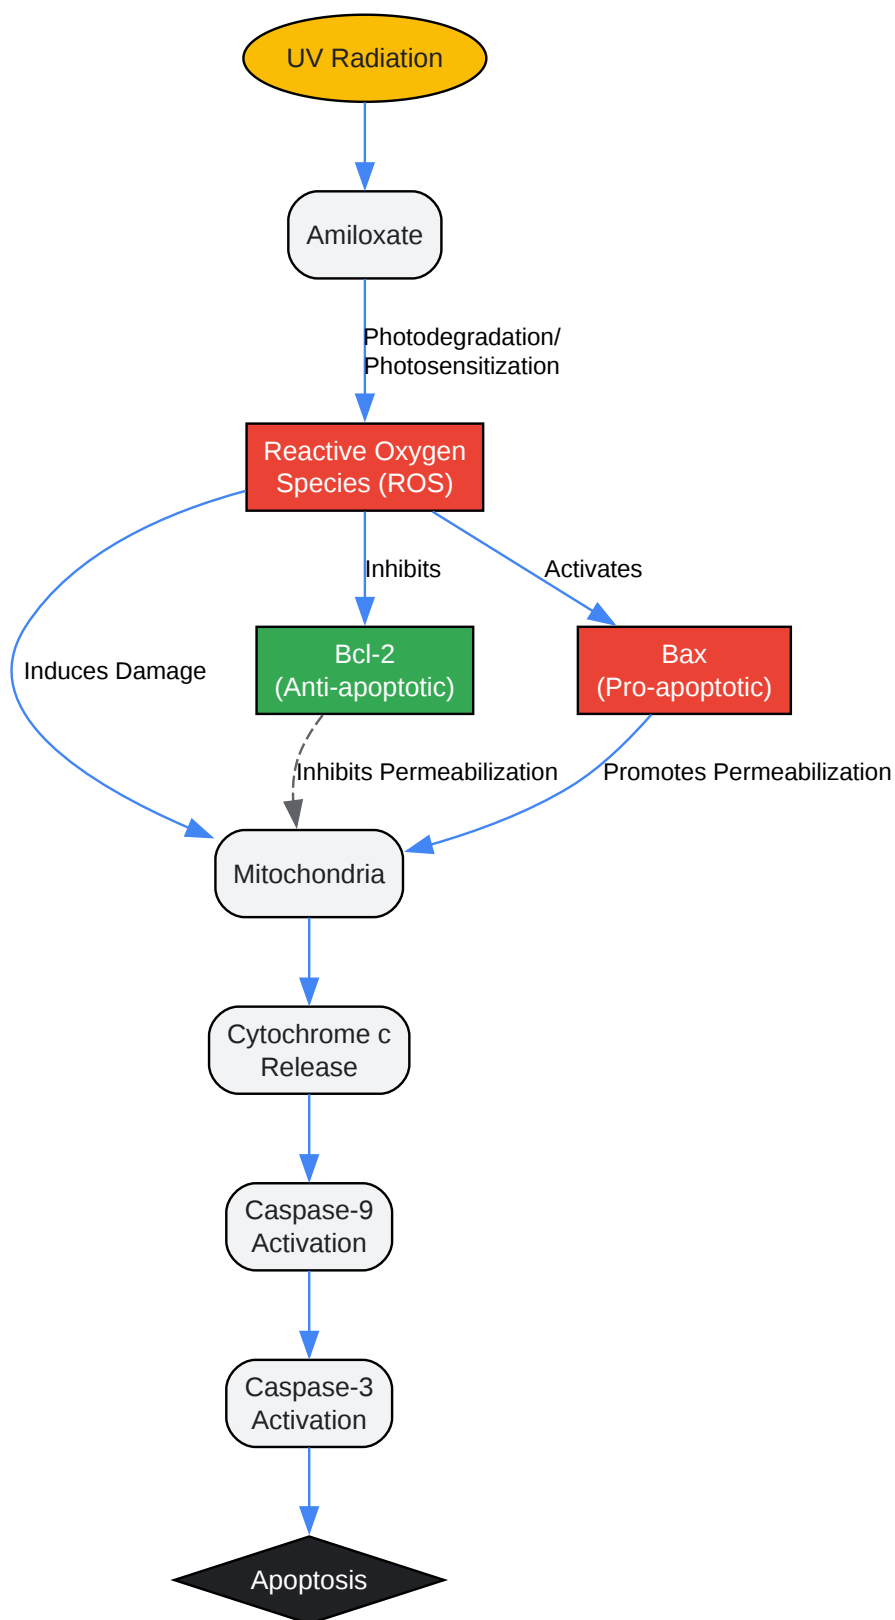 UV Radiation
Amiloxate
Photodegradation/
Photosensitization
Reactive Oxygen
Species (ROS)
Inhibits
Activates
Induces Damage
Bcl-2
(Anti-apoptotic)
Bax
(Pro-apoptotic)
Inhibits Permeabilization
Promotes Permeabilization
Mitochondria
Cytochrome c
Release
Caspase-9
Activation
Caspase-3
Activation
Apoptosis